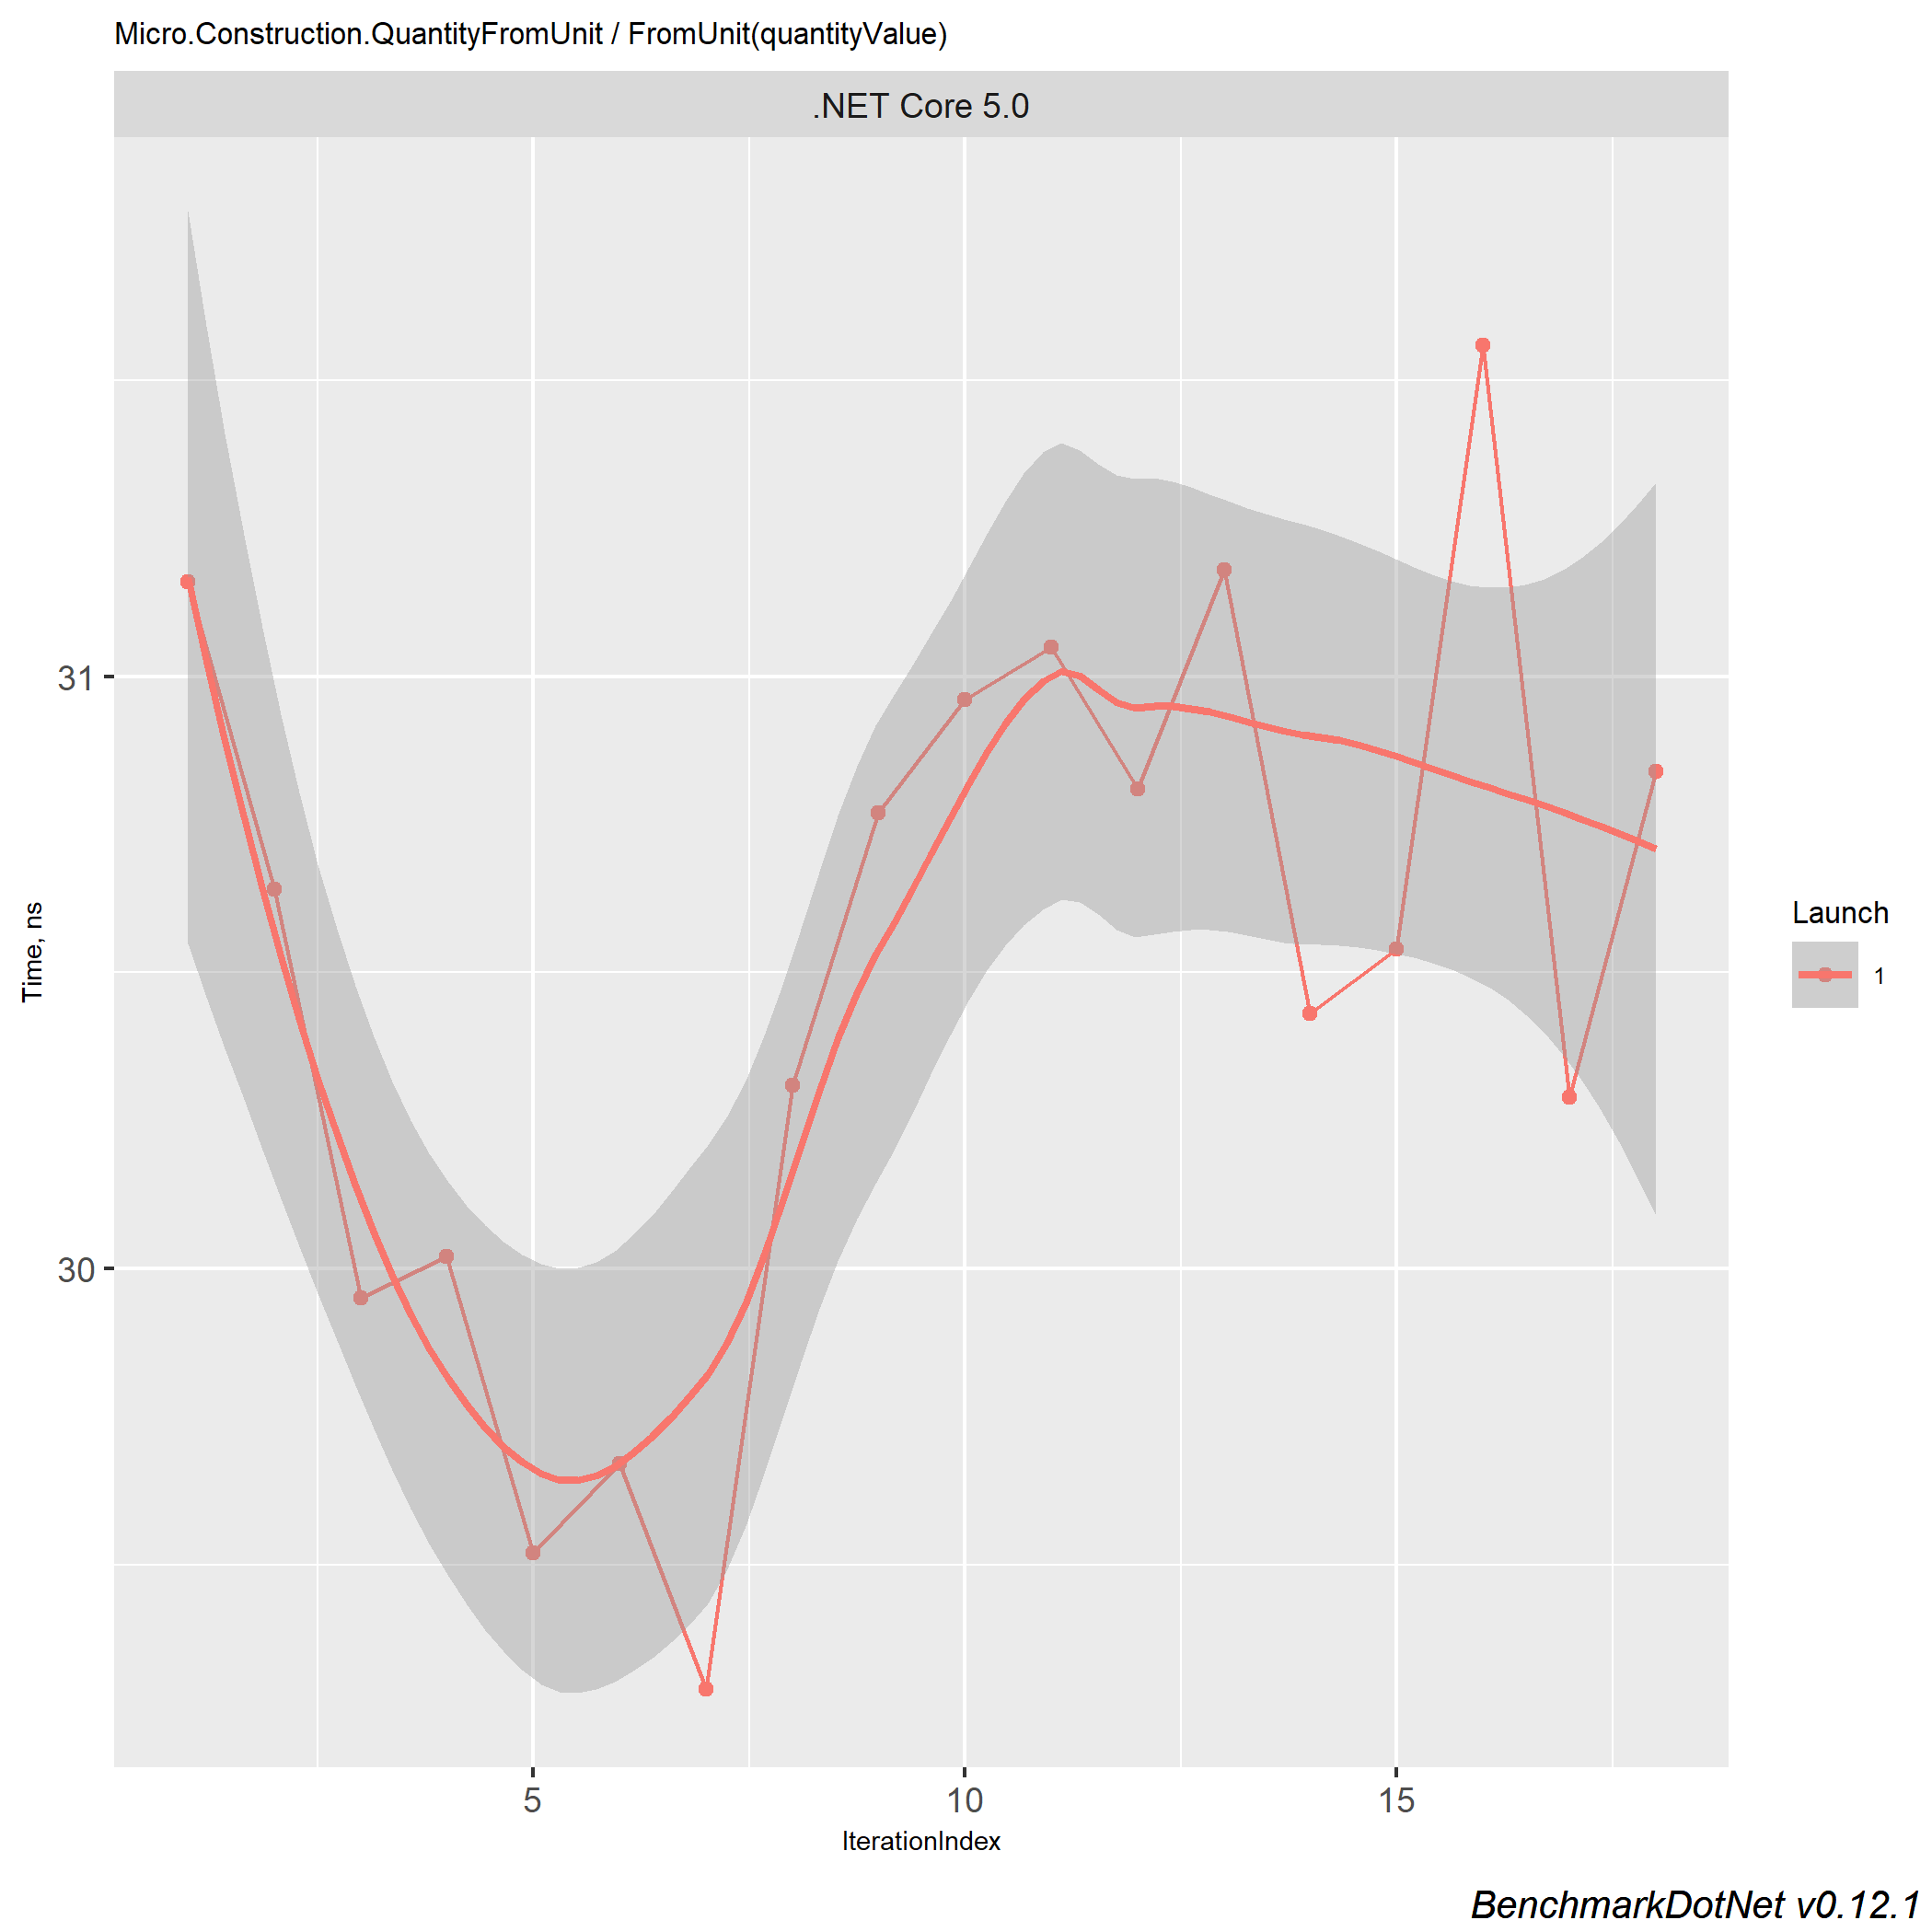 Micro.Construction.QuantityFromUnit / FromUnit(quantityValue)
.NET Core 5.0
31
30
Time, ns
5
10
15
IterationIndex
Launch
1
BenchmarkDotNet v0.12.1